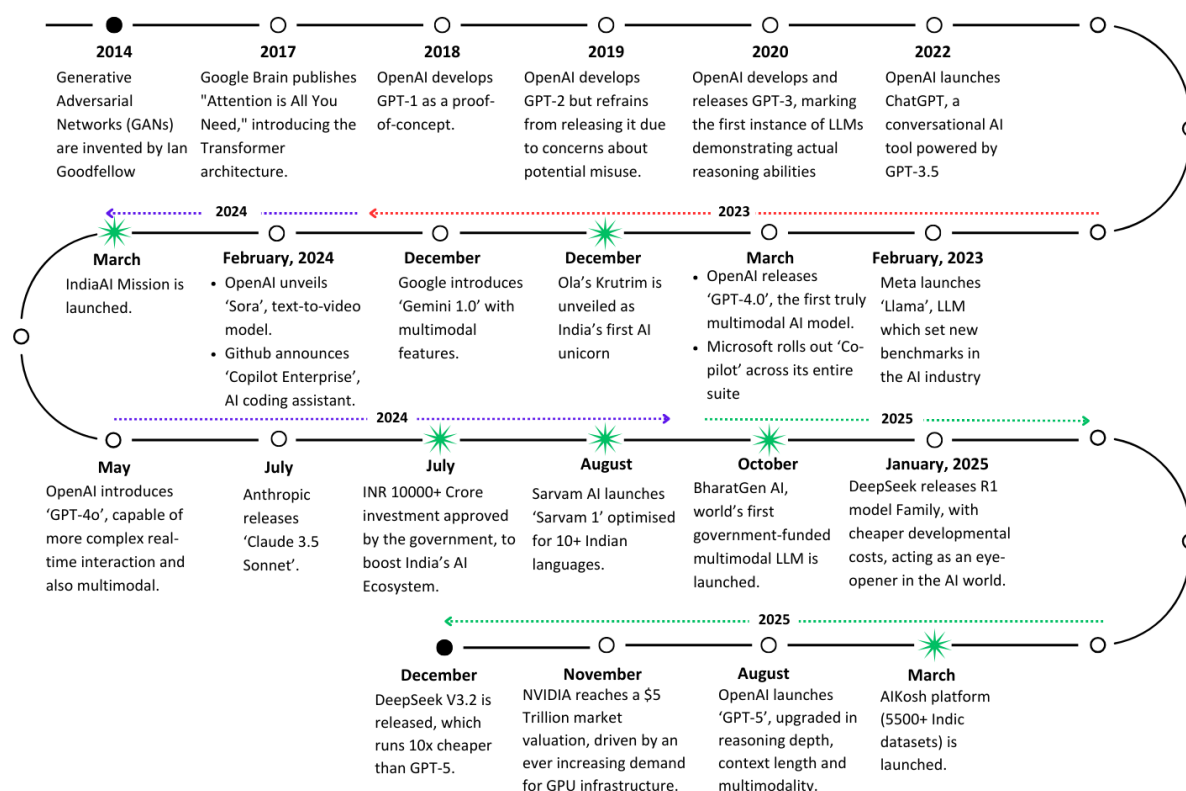 2014
Generative
Adversarial
Networks (GANs)
are invented by Ian
Goodfellow
2017
Google Brain publishes
"Attention is All You
Need," introducing the
Transformer
architecture.
2018
OpenAI develops
GPT-1 as a proof-
of-concept.
2019
OpenAI develops
GPT-2 but refrains
from releasing it due
to concerns about
potential misuse.
2020
OpenAI develops and
releases GPT-3, marking
the first instance of LLMs
demonstrating actual
reasoning abilities
2022
OpenAI launches
ChatGPT, a
conversational AI
tool powered by
GPT-3.5
2023
February, 2023
Meta launches
‘Llama’, LLM
which set new
benchmarks in
the AI industry
March
• OpenAI releases
‘GPT-4.0’, the first truly
multimodal AI model.
• Microsoft rolls out ‘Co-
pilot’ across its entire
suite
December
Ola’s Krutrim is
unveiled as
India’s first AI
unicorn
December
Google introduces
‘Gemini 1.0’ with
multimodal
features.
2024
February, 2024
• OpenAI unveils
‘Sora’, text-to-video
model.
• Github announces
‘Copilot Enterprise’,
AI coding assistant.
March
IndiaAI Mission is
launched.
2024
May
OpenAI introduces
‘GPT-4o’, capable of
more complex real-
time interaction and
also multimodal.
July
Anthropic
releases
‘Claude 3.5
Sonnet’.
July
INR 10000+ Crore
investment approved
by the government, to
boost India’s AI
Ecosystem.
August
Sarvam AI launches
‘Sarvam 1’ optimised
for 10+ Indian
languages.
2025
October
BharatGen AI,
world’s first
government-funded
multimodal LLM is
launched.
January, 2025
DeepSeek releases R1
model Family, with
cheaper developmental
costs, acting as an eye-
opener in the AI world.
2025
March
AIKosh platform
(5500+ Indic
datasets) is
launched.
August
OpenAI launches
‘GPT-5’, upgraded in
reasoning depth,
context length and
multimodality.
November
NVIDIA reaches a $5
Trillion market
valuation, driven by an
ever increasing demand
for GPU infrastructure.
December
DeepSeek V3.2 is
released, which
runs 10x cheaper
than GPT-5.